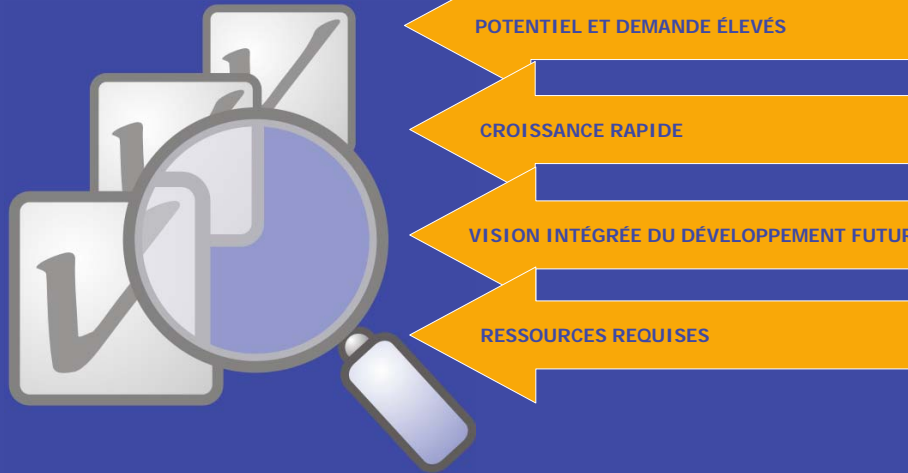 POTENTIEL ET DEMANDE ÉLEVÉS
CROISSANCE RAPIDE
VISION INTÉGRÉE DU DÉVELOPPEMENT FUTUR
RESSOURCES REQUISES